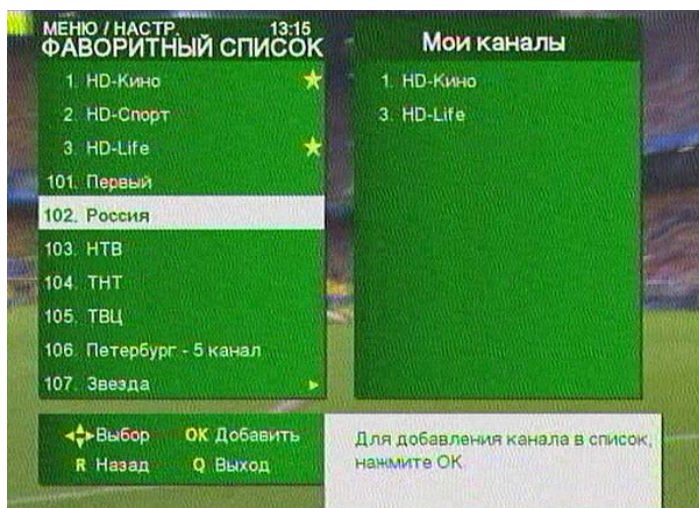 МЕНЮ / НАСТР. 13:15
ФАВОРИТНЫЙ СПИСОК
1. HD-Кино
2. HD-Спорт
3. HD-Life
101. Первый
102. Россия
103. НТВ
104. ТНТ
105. ТВЦ
106. Петербург - 5 канал
107. Звезда
Выбор OK Добавить
R Назад Q Выход
Мои каналы
1. HD-Кино
3. HD-Life
Для добавления канала в список,
нажмите OK